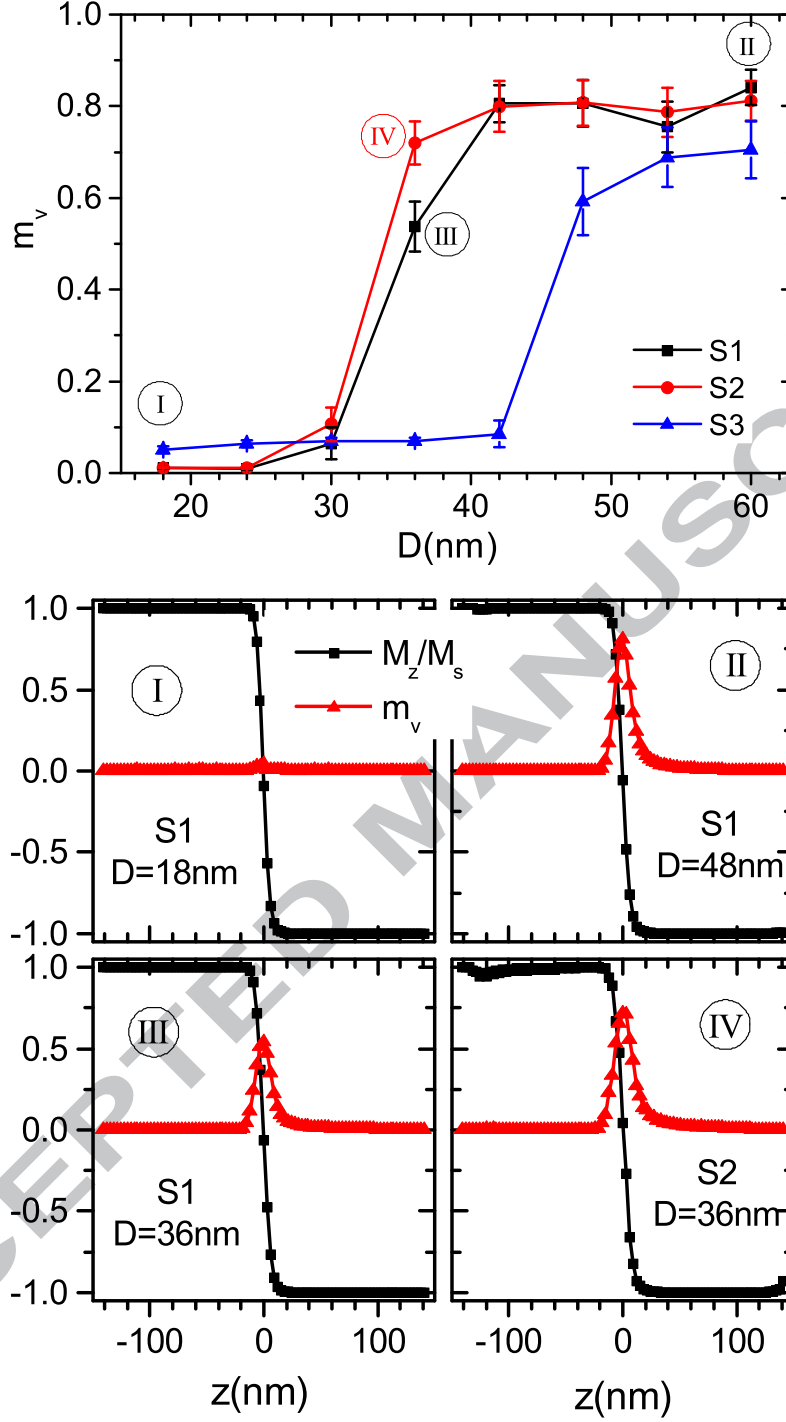 1.0
0.8
0.6
0.4
0.2
0.0
m_v
II
IV
III
I
S1
S2
S3
20
30
40
50
60
D(nm)
1.0
0.5
0.0
-0.5
-1.0
I
M_z/M_s
m_v
S1
D=18nm
II
S1
D=48nm
1.0
0.5
0.0
-0.5
-1.0
III
S1
D=36nm
IV
S2
D=36nm
-100
0
100
-100
0
100
z(nm)
z(nm)
CEPTED MANUSC